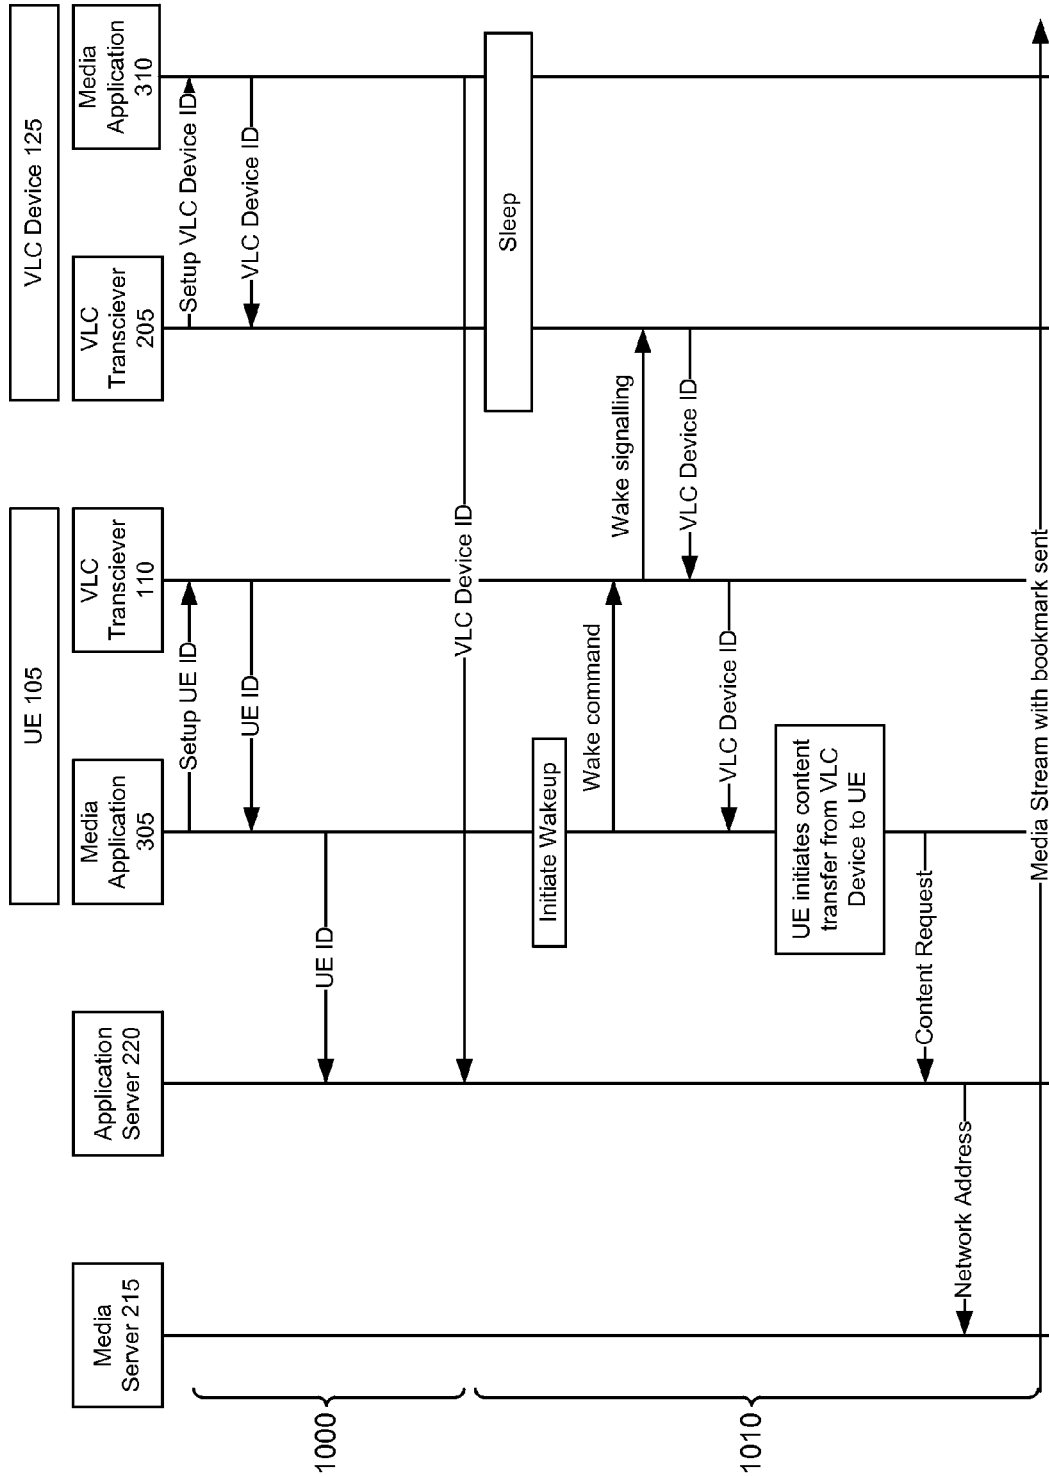 UE 105
VLC Device 125
Media
Server 215
Application
Server 220
Media
Application
305
VLC
Transciever
110
VLC
Transciever
205
Media
Application
310
1000
Setup UE ID
Setup VLC Device ID
UE ID
VLC Device ID
UE ID
VLC Device ID
1010
Sleep
Initiate Wakeup
Wake command
Wake signalling
VLC Device ID
VLC Device ID
UE initiates content
transfer from VLC
Device to UE
Content Request
Network Address
Media Stream with bookmark sent